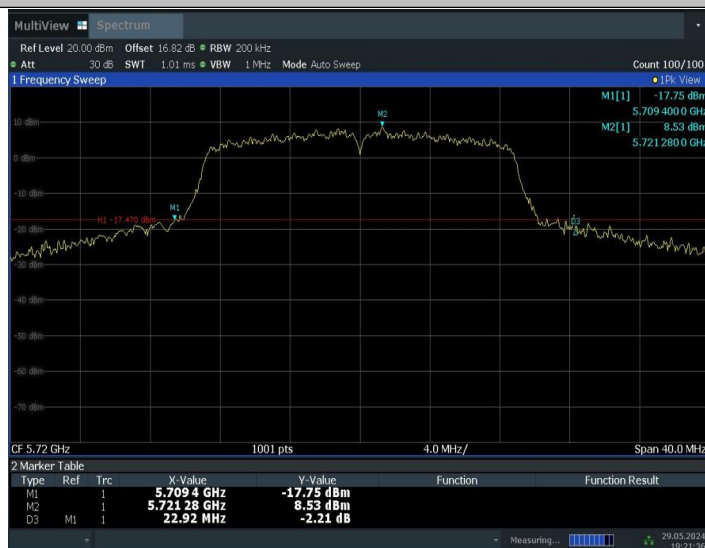 MultiView Spectrum
Ref Level 20.00 dBm Offset 16.82 dB RBW 200 kHz
Att 30 dB SWT 1.01 ms VBW 1 MHz Mode Auto Sweep Count 100/100
1 Frequency Sweep 1Pk View
M1[1] -17.75 dBm
5.709 400 0 GHz
M2[1] 8.53 dBm
5.721 280 0 GHz
M2
10 dBm
0 dBm
-10 dBm
M1
H1 -17.470 dBm
D3
-20 dBm
-30 dBm
-40 dBm
-50 dBm
-60 dBm
-70 dBm
CF 5.72 GHz 1001 pts 4.0 MHz/ Span 40.0 MHz
2 Marker Table
Type Ref Trc X-Value Y-Value Function Function Result
M1 1 5.709 4 GHz -17.75 dBm
M2 1 5.721 28 GHz 8.53 dBm
D3 M1 1 22.92 MHz -2.21 dB
Measuring... 29.05.2024
19:21:36